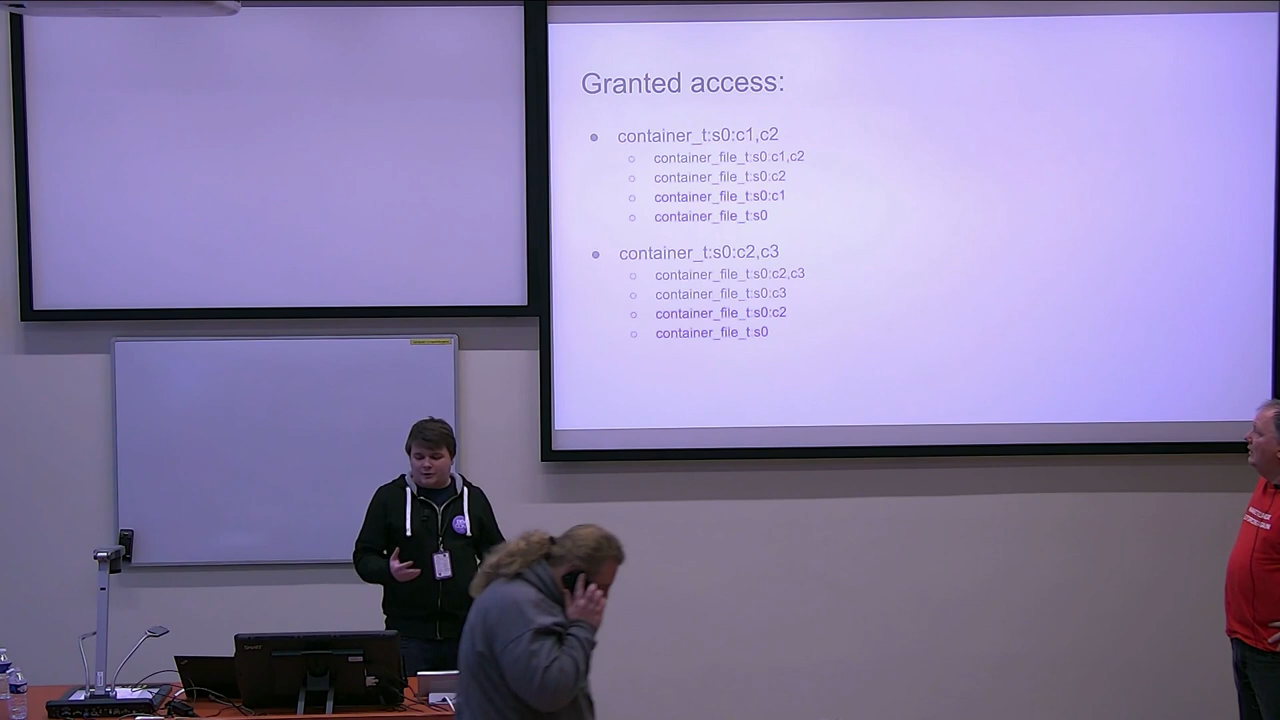 Granted access:
container_t:s0:c1,c2
container_file_t:s0:c1,c2
container_file_t:s0:c2
container_file_t:s0:c1
container_file_t:s0
container_t:s0:c2,c3
container_file_t:s0:c2,c3
container_file_t:s0:c3
container_file_t:s0:c2
container_file_t:s0